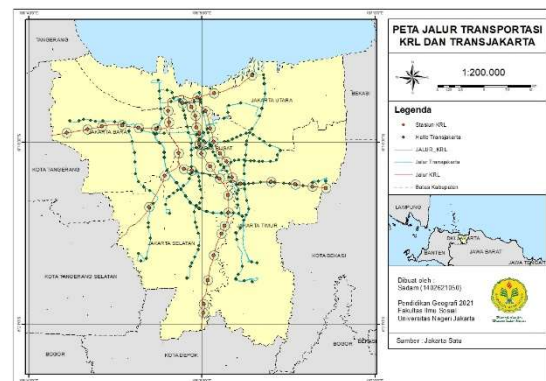 PETA JALUR TRANSPORTASI
KRL DAN TRANSJAKARTA
1:200.000
Legenda
Stasiun KRL
Halte Transjakarta
JALUR_KRL
Jalur Transjakarta
Jalur KRL
Batas Kabupaten
LAMPUNG
DKI JAKARTA
BANTEN
JAWA BARAT
JAWA TENGAH
Dibuat oleh :
Pendidikan Geografi 2021
Fakultas Ilmu Sosial
Universitas Negeri Jakarta
Sumber : Jakarta Satu
TANGERANG
JAKARTA UTARA
BEKASI
JAKARTA BARAT
KOTA TANGERANG
JAKARTA TIMUR
JAKARTA SELATAN
KOTA BEKASI
KOTA TANGERANG SELATAN
BOGOR
KOTA DEPOK
BOGOR